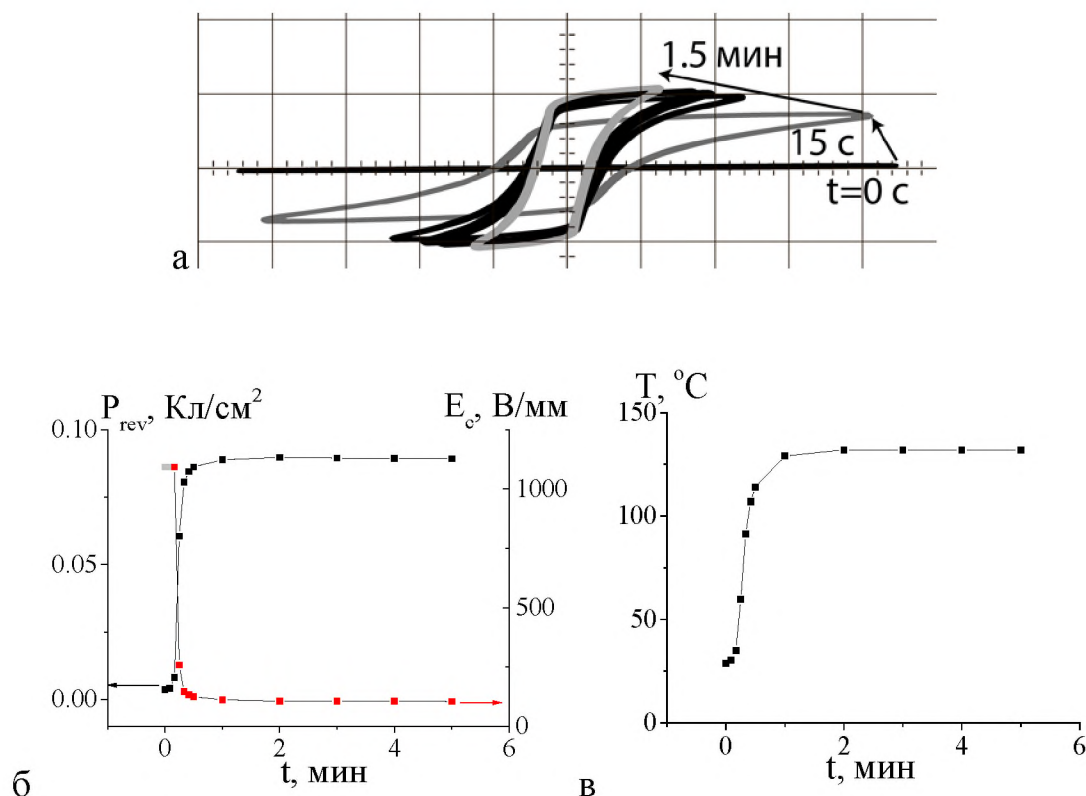 1.5 мин
15 с
t=0 с
а
P_rev, Кл/см²
E_c, В/мм
0.10
0.05
0.00
1000
500
0
0 2 4 6
t, мин
б
T, °C
150
100
50
0
0 2 4 6
t, мин
в